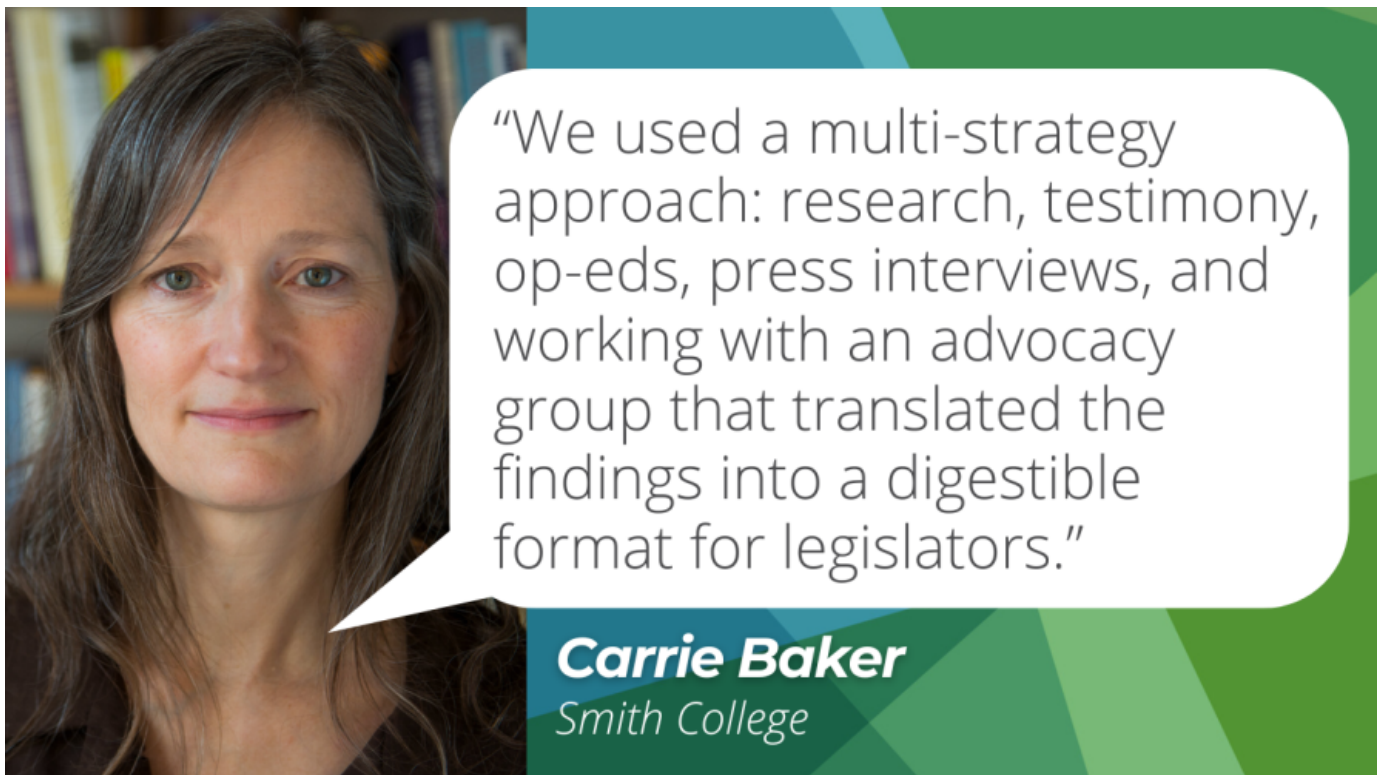 “We used a multi-strategy
approach: research, testimony,
op-eds, press interviews, and
working with an advocacy
group that translated the
findings into a digestible
format for legislators.”
Carrie Baker
Smith College